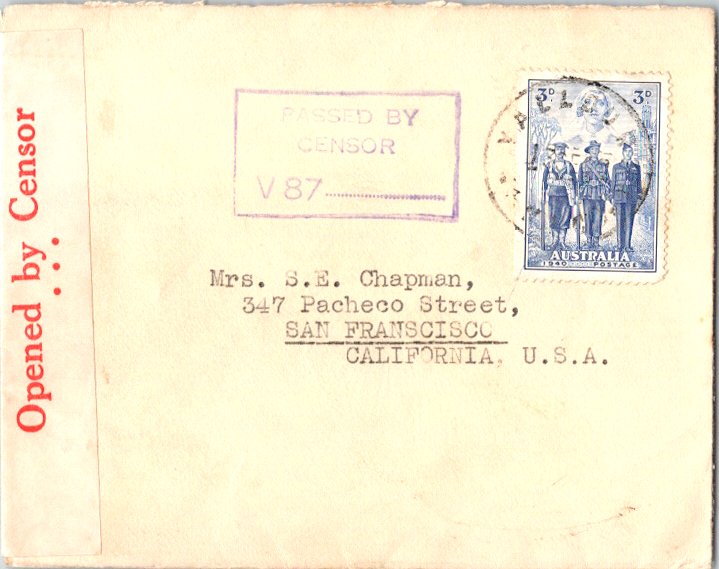 Opened by Censor
...
PASSED BY
CENSOR
V 87
3D 3D
AUSTRALIA
1940 POSTAGE
Mrs. S.E. Chapman,
347 Pacheco Street,
SAN FRANSCISCO
CALIFORNIA, U.S.A.